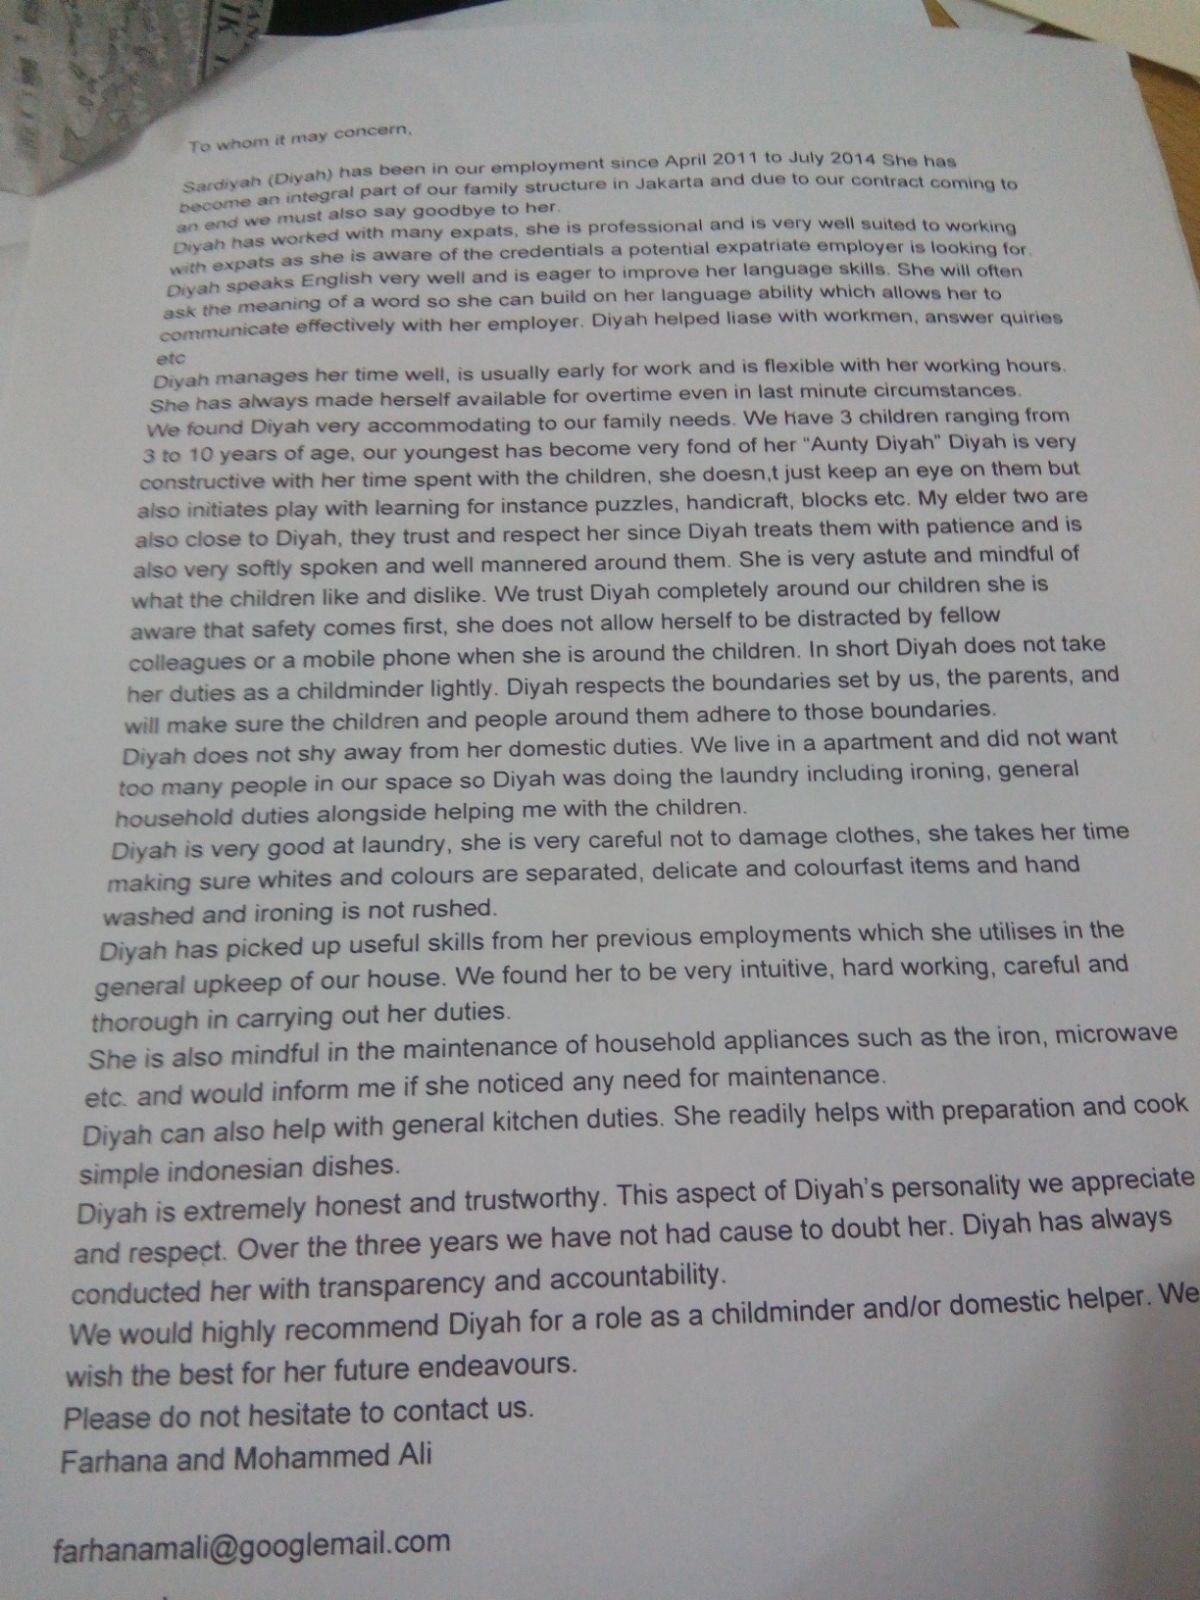 To whom it may concern,
Sardiyah (Diyah) has been in our employment since April 2011 to July 2014 She has
become an integral part of our family structure in Jakarta and due to our contract coming to
an end we must also say goodbye to her.
Diyah has worked with many expats, she is professional and is very well suited to working
with expats as she is aware of the credentials a potential expatriate employer is looking for.
Diyah speaks English very well and is eager to improve her language skills. She will often
ask the meaning of a word so she can build on her language ability which allows her to
communicate effectively with her employer. Diyah helped liase with workmen, answer quiries
etc
Diyah manages her time well, is usually early for work and is flexible with her working hours.
She has always made herself available for overtime even in last minute circumstances.
We found Diyah very accommodating to our family needs. We have 3 children ranging from
3 to 10 years of age, our youngest has become very fond of her “Aunty Diyah” Diyah is very
constructive with her time spent with the children, she doesn,t just keep an eye on them but
also initiates play with learning for instance puzzles, handicraft, blocks etc. My elder two are
also close to Diyah, they trust and respect her since Diyah treats them with patience and is
also very softly spoken and well mannered around them. She is very astute and mindful of
what the children like and dislike. We trust Diyah completely around our children she is
aware that safety comes first, she does not allow herself to be distracted by fellow
colleagues or a mobile phone when she is around the children. In short Diyah does not take
her duties as a childminder lightly. Diyah respects the boundaries set by us, the parents, and
will make sure the children and people around them adhere to those boundaries.
Diyah does not shy away from her domestic duties. We live in a apartment and did not want
too many people in our space so Diyah was doing the laundry including ironing, general
household duties alongside helping me with the children.
Diyah is very good at laundry, she is very careful not to damage clothes, she takes her time
making sure whites and colours are separated, delicate and colourfast items and hand
washed and ironing is not rushed.
Diyah has picked up useful skills from her previous employments which she utilises in the
general upkeep of our house. We found her to be very intuitive, hard working, careful and
thorough in carrying out her duties.
She is also mindful in the maintenance of household appliances such as the iron, microwave
etc. and would inform me if she noticed any need for maintenance.
Diyah can also help with general kitchen duties. She readily helps with preparation and cook
simple indonesian dishes.
Diyah is extremely honest and trustworthy. This aspect of Diyah’s personality we appreciate
and respect. Over the three years we have not had cause to doubt her. Diyah has always
conducted her with transparency and accountability.
We would highly recommend Diyah for a role as a childminder and/or domestic helper. We
wish the best for her future endeavours.
Please do not hesitate to contact us.
Farhana and Mohammed Ali
farhanamali@googlemail.com